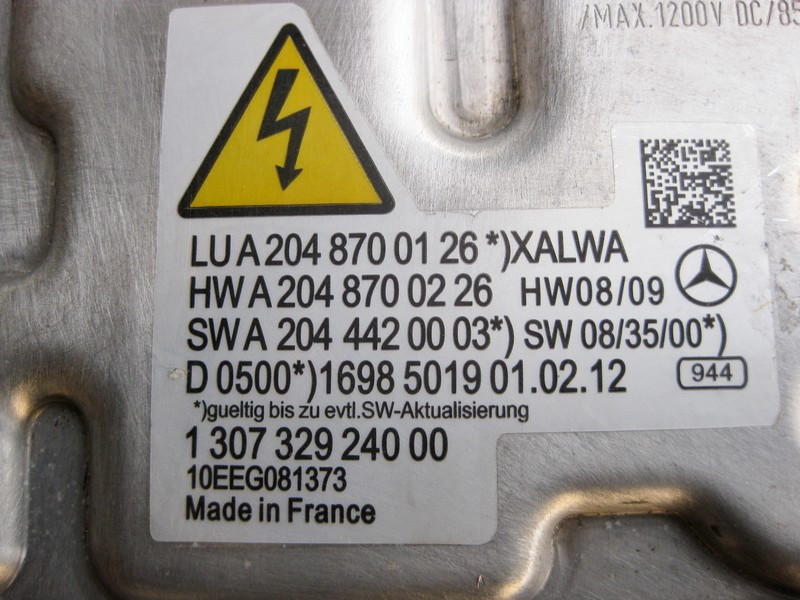 /MAX.1200V DC/85
LU A 204 870 01 26 *)XALWA
HW A 204 870 02 26 HW08/09
SW A 204 442 00 03*) SW 08/35/00*)
D 0500*)1698 5019 01.02.12 944
*)gueltig bis zu evtl.SW-Aktualisierung
1 307 329 240 00
10EEG081373
Made in France